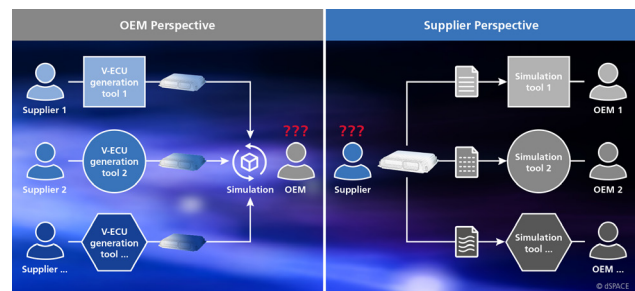 OEM Perspective
Supplier Perspective
V-ECU
generation
tool 1
Supplier 1
V-ECU
generation
tool 2
Supplier 2
V-ECU
generation
tool ...
Supplier ...
Simulation
???
OEM
???
Supplier
Simulation
tool 1
OEM 1
Simulation
tool 2
OEM 2
Simulation
tool ...
OEM ...
© dSPACE